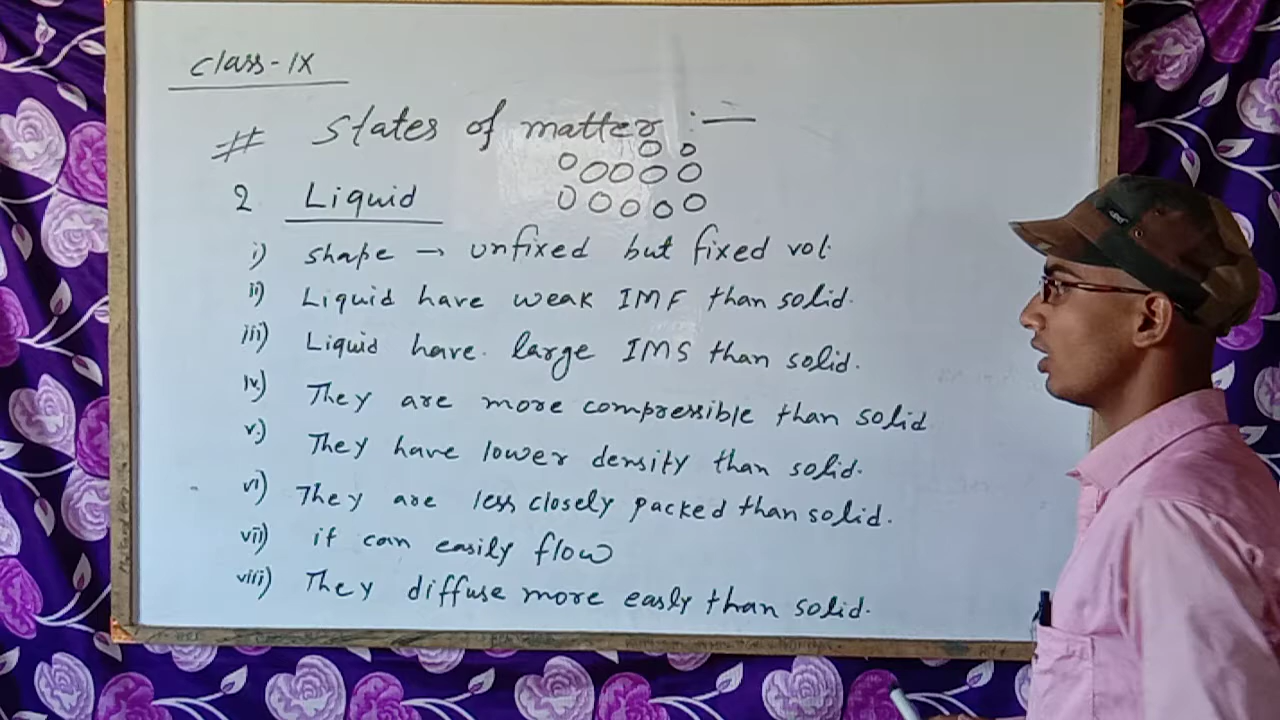 class-IX
# States of matter :-
2 Liquid
i) shape → unfixed but fixed vol.
ii) Liquid have weak IMF than solid.
iii) Liquid have. large IMS than solid.
iv.) They are more compressible than solid
v.) They have lower density than solid.
vi) They are less closely packed than solid.
vii) it can easily flow
viii) They diffuse more easly than solid.